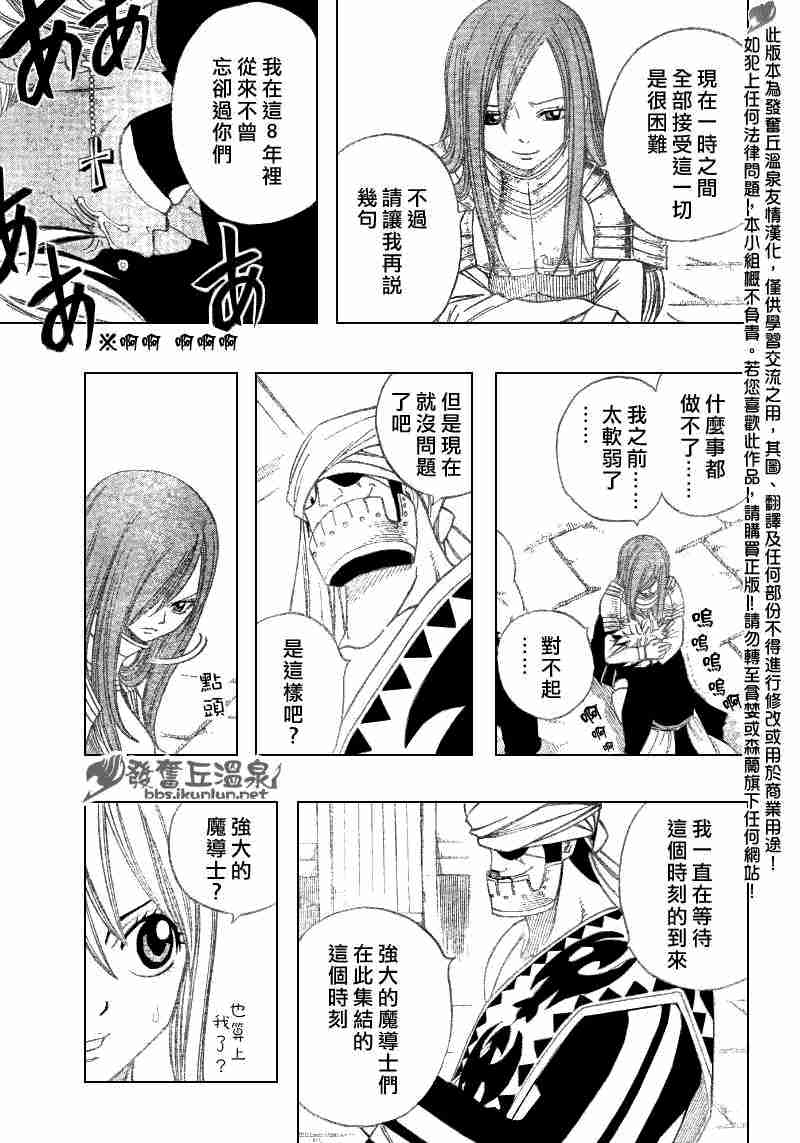 現在一時之間
全部接受這一切
是很困難
不過
請讓我再說
幾句
我在這8年裡
從來不曾
忘卻過你們
ああ
ああぁ
※啊啊 啊啊啊
什麼事都
做不了……
我之前……
太軟弱了
……
對不起
……
嗚嗚嗚嗚
啊啊啊
但是現在
就沒問題
了吧
是這樣吧?
點頭
我一直在等待
這個時刻的到來
強大的魔導士們
在此集結的
這個時刻
強大的
魔導士?
也算上
我了?
發奮丘溫泉
bbs.ikunlun.net
此版本為發奮丘溫泉友情漢化，僅供學習交流之用，其圖、翻譯及任何部份不得進行修改或用於商業用途！
如犯上任何法律問題，本小組概不負責。若您喜歡此作品，請購買正版!!請勿轉至貪婪或森蘭旗下任何網站!!